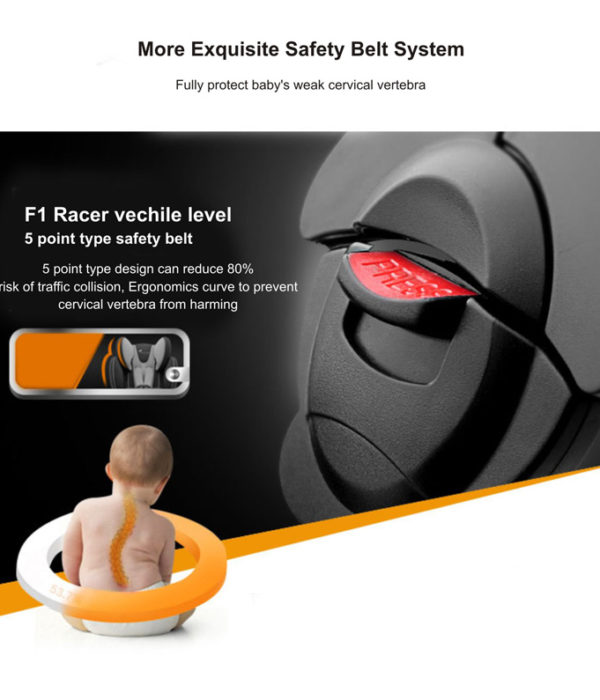 More Exquisite Safety Belt System
Fully protect baby's weak cervical vertebra
F1 Racer vechile level
5 point type safety belt
5 point type design can reduce 80%
risk of traffic collision, Ergonomics curve to prevent
cervical vertebra from harming
PRESS